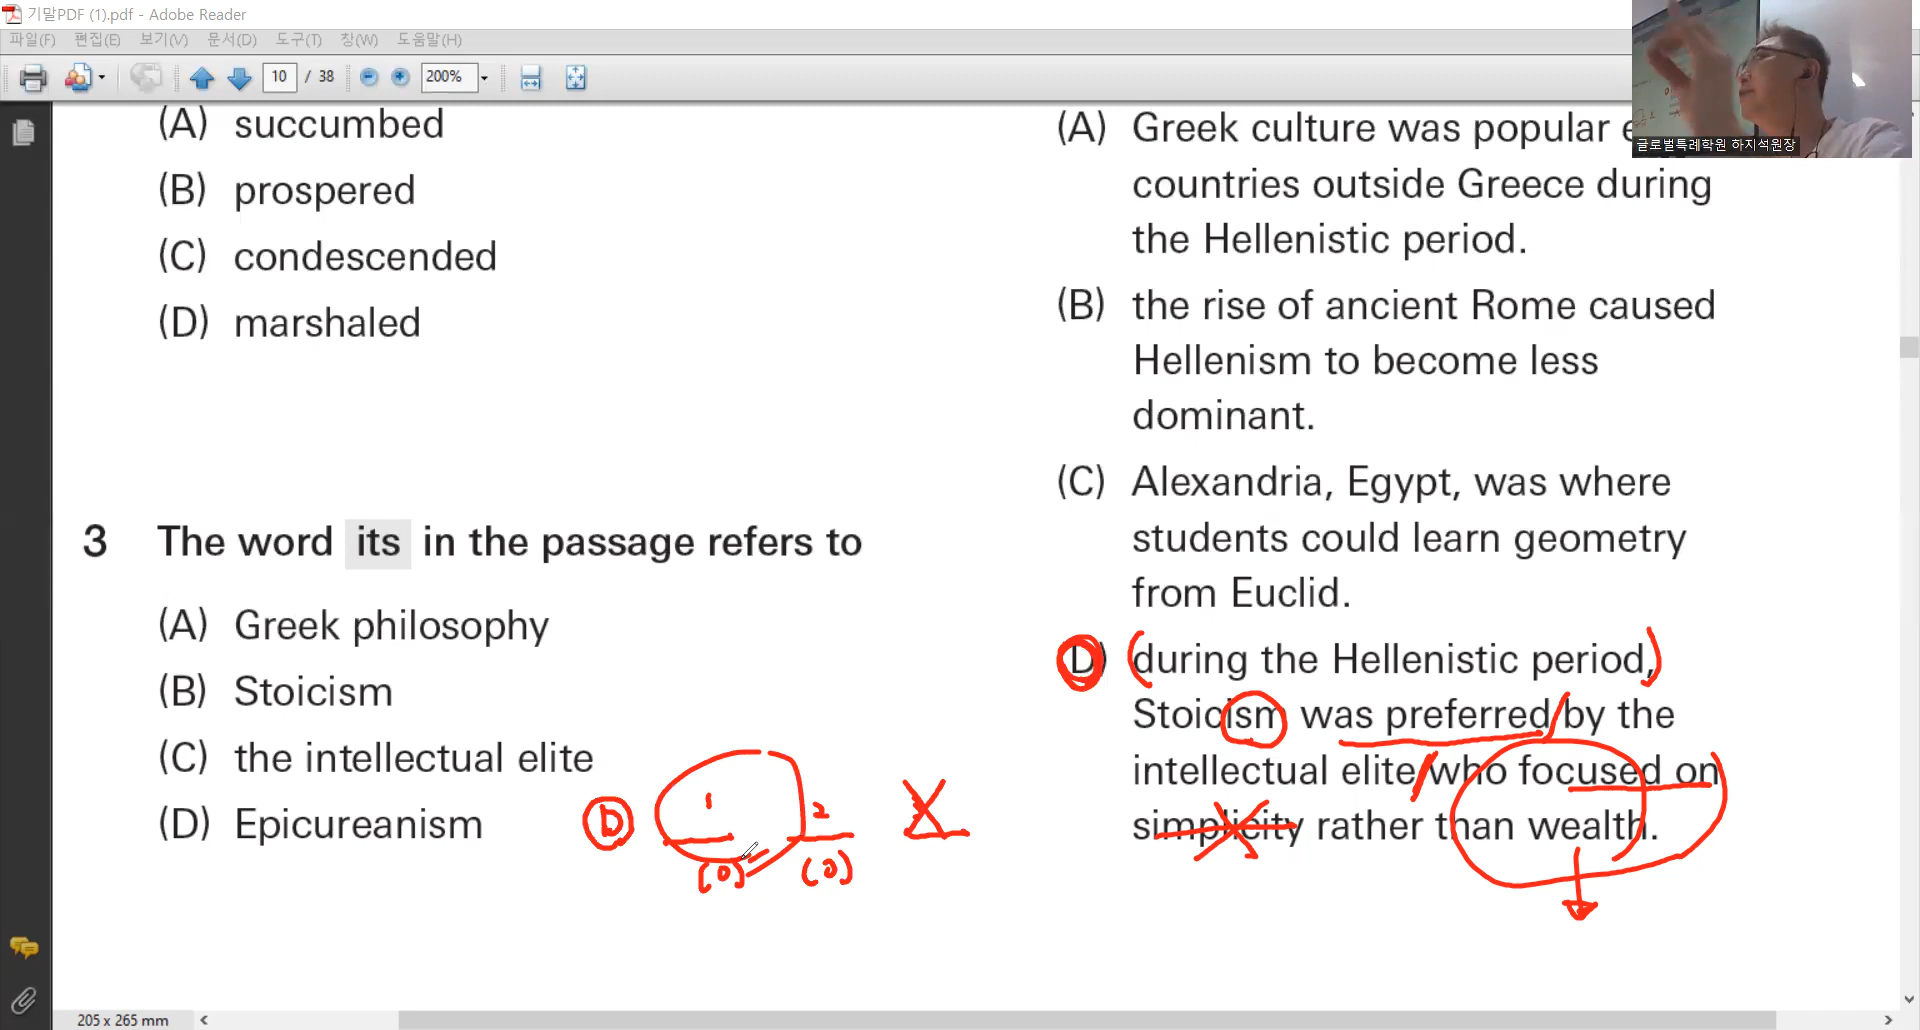 기말PDF (1).pdf - Adobe Reader
파일(F) 편집(E) 보기(V) 문서(D) 도구(T) 창(W) 도움말(H)
10 / 38 200%
글로벌특례학원 하지석원장
(A) succumbed
(B) prospered
(C) condescended
(D) marshaled
3 The word its in the passage refers to
(A) Greek philosophy
(B) Stoicism
(C) the intellectual elite
(D) Epicureanism
D 1 2 X
(0) (2)
(A) Greek culture was popular
countries outside Greece during
the Hellenistic period.
(B) the rise of ancient Rome caused
Hellenism to become less
dominant.
(C) Alexandria, Egypt, was where
students could learn geometry
from Euclid.
(D) during the Hellenistic period,
Stoicism was preferred by the
intellectual elite who focused on
simplicity rather than wealth.
205 x 265 mm